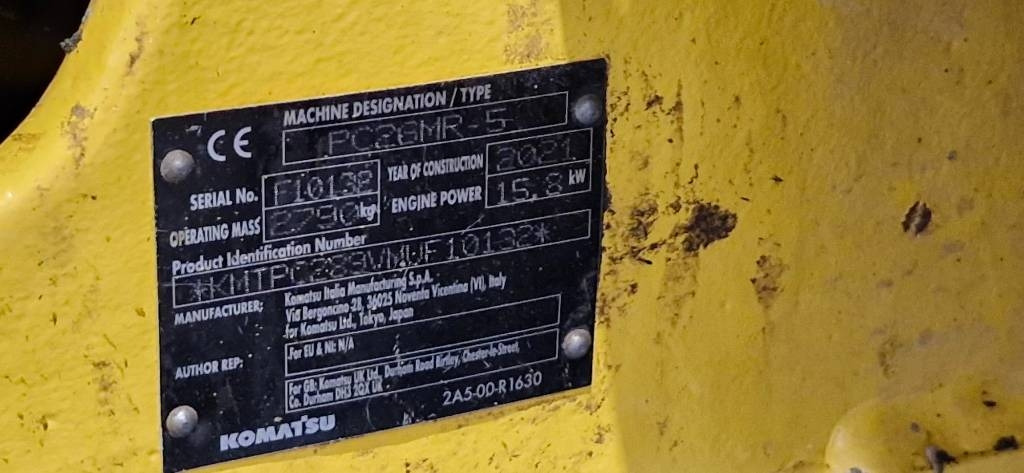 CE
MACHINE DESIGNATION / TYPE
PC26MR-5
SERIAL No. F10132 YEAR OF CONSTRUCTION 2021
OPERATING MASS 2790 kg ENGINE POWER 15,8 kW
Product Identification Number
*KMTPC289VMUF10132*
MANUFACTURER: Komatsu Italia Manufacturing S.p.A.
Via Bergoncino 28, 36025 Noventa Vicentina (VI), Italy
for Komatsu Ltd., Tokyo, Japan
AUTHOR REP: For EU & NI: N/A
For GB: Komatsu UK Ltd., Durham Road Birtley, Chester-le-Street,
Co. Durham DH3 2QX UK
KOMATSU 2A5-00-R1630